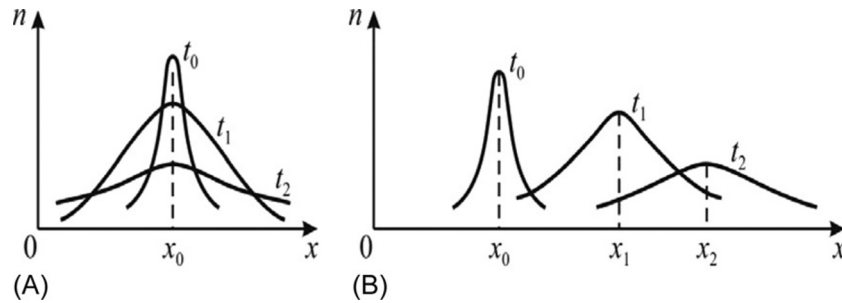 n
t₀
t₁
t₂
0
x₀
x
(A)
n
t₀
t₁
t₂
0
x₀
x₁
x₂
x
(B)